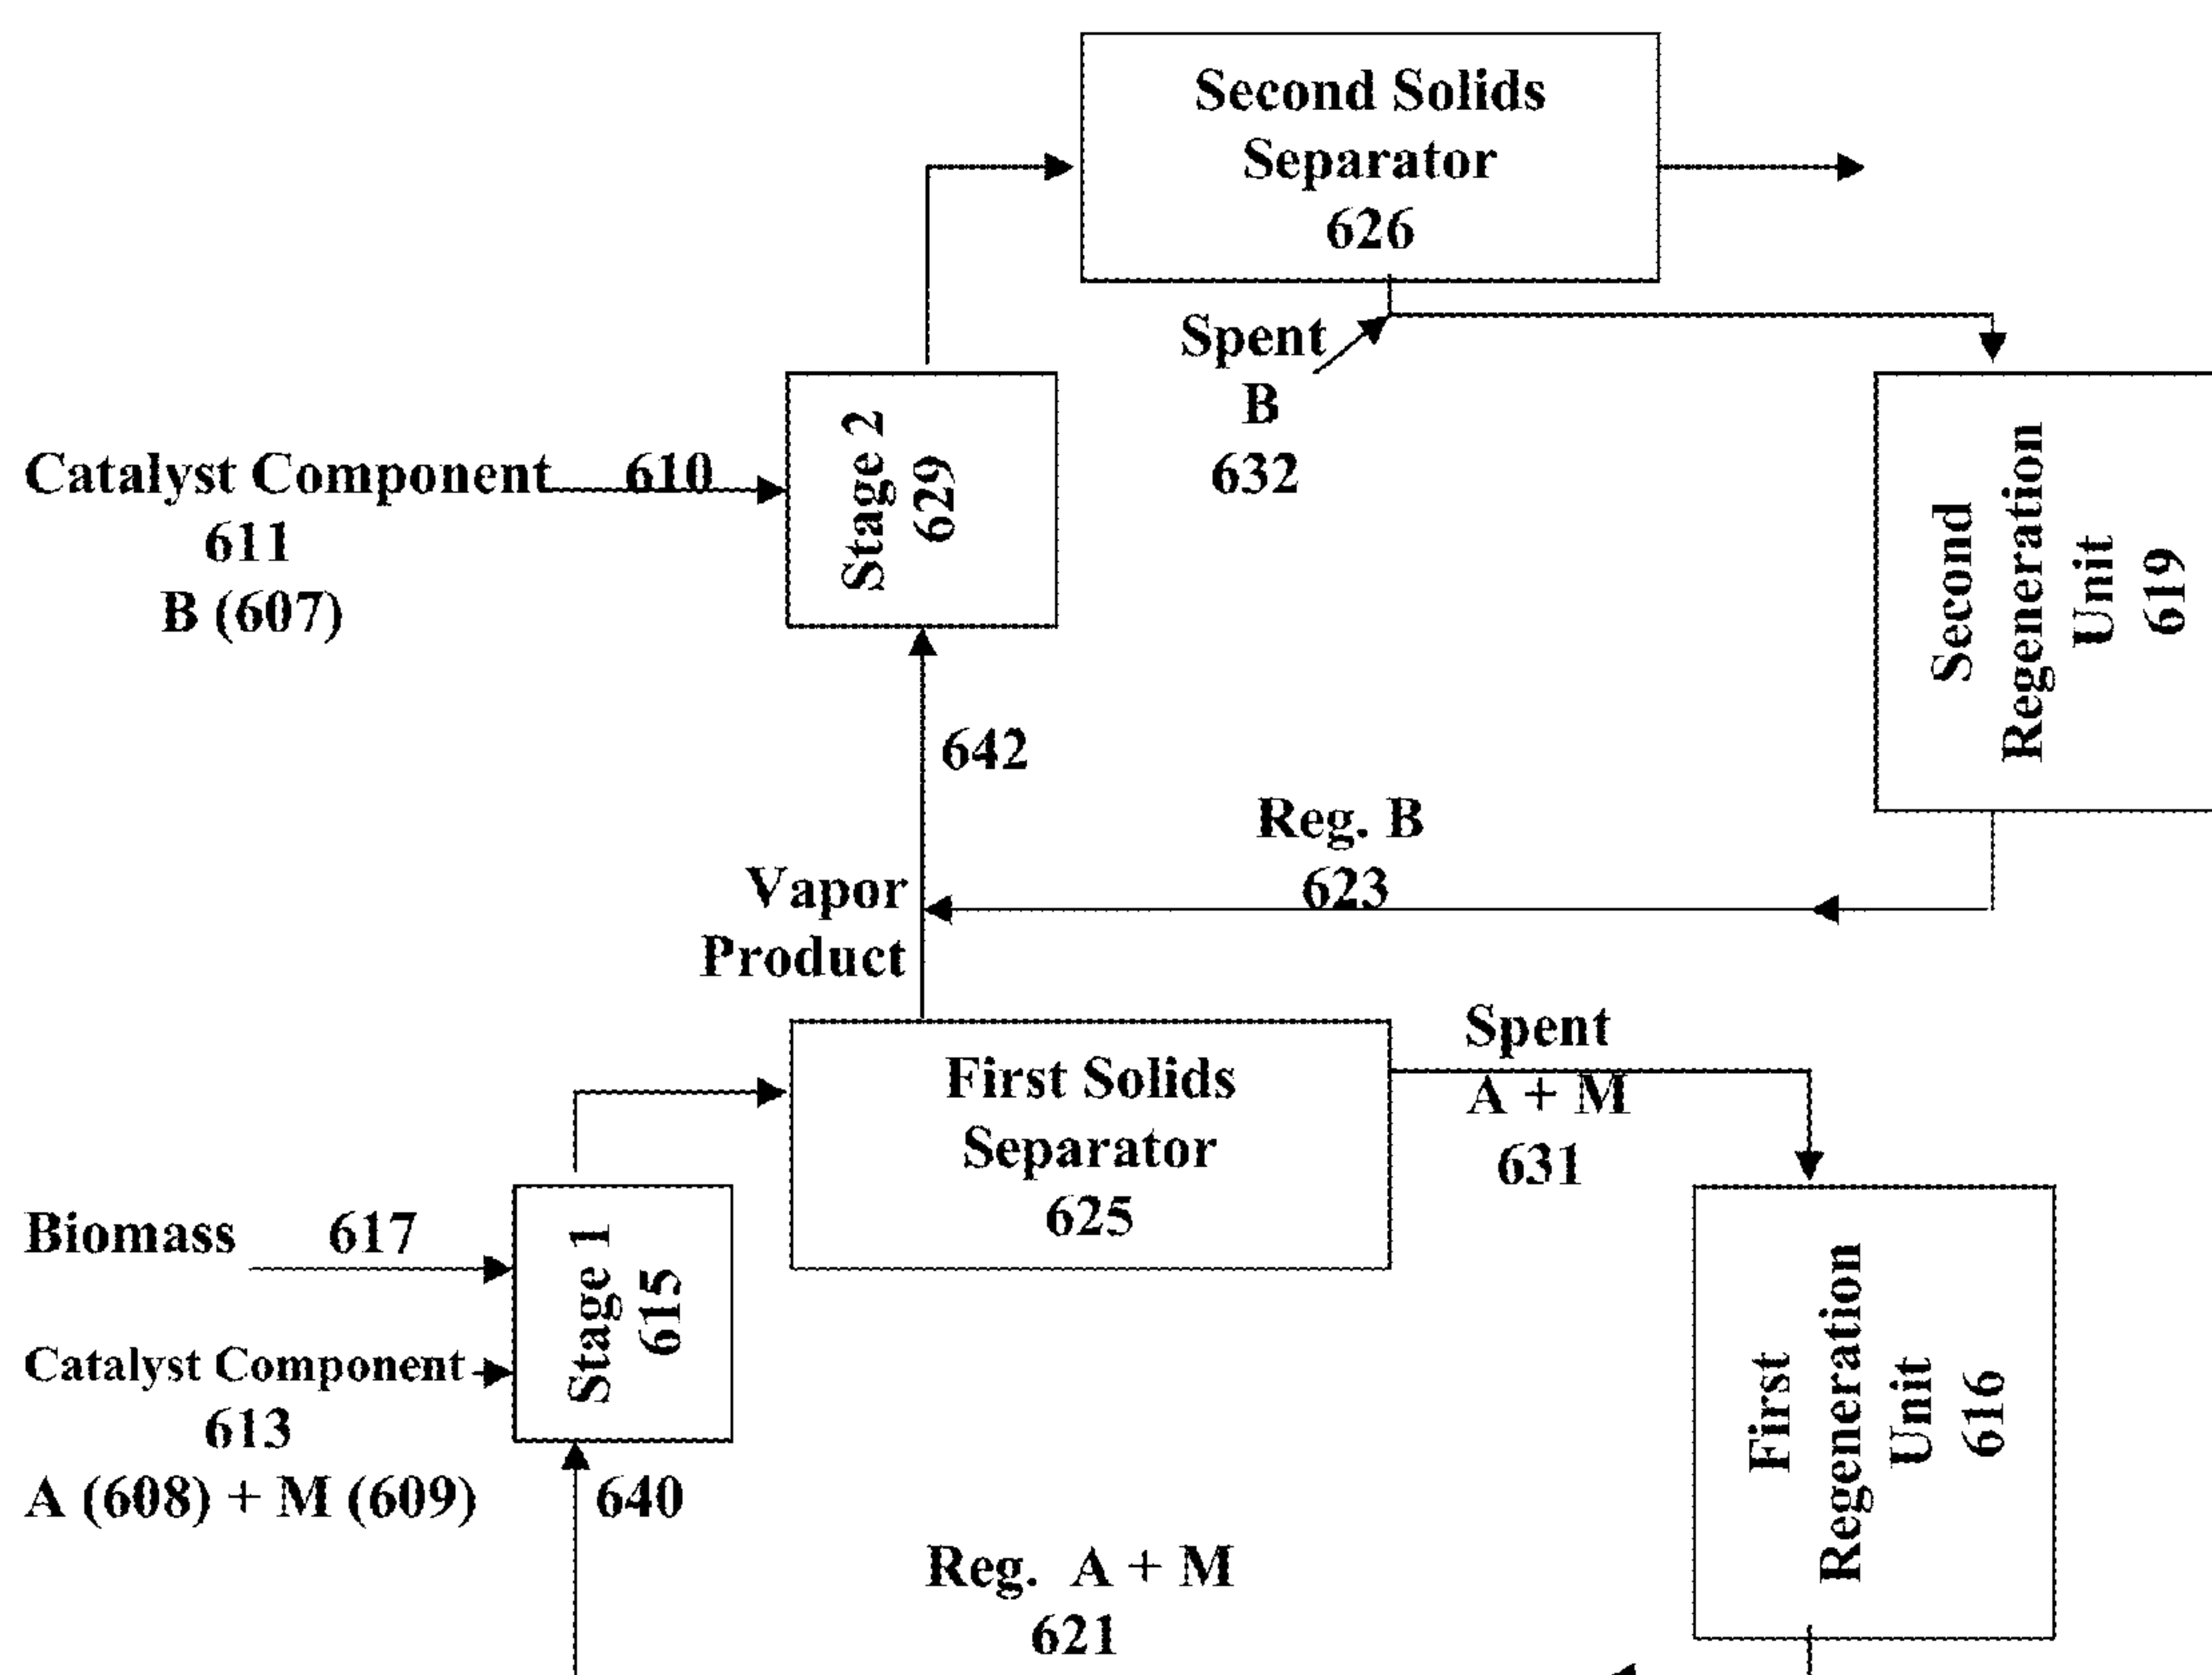 Second Solids
Separator
626
Spent
B
632
Catalyst Component 610
611
B (607)
Stage 2
629
Second
Regeneration
Unit
619
642
Reg. B
623
Vapor
Product
First Solids
Separator
625
Spent
A + M
631
Biomass 617
Catalyst Component
613
A (608) + M (609)
Stage 1
615
640
First
Regeneration
Unit
616
Reg. A + M
621